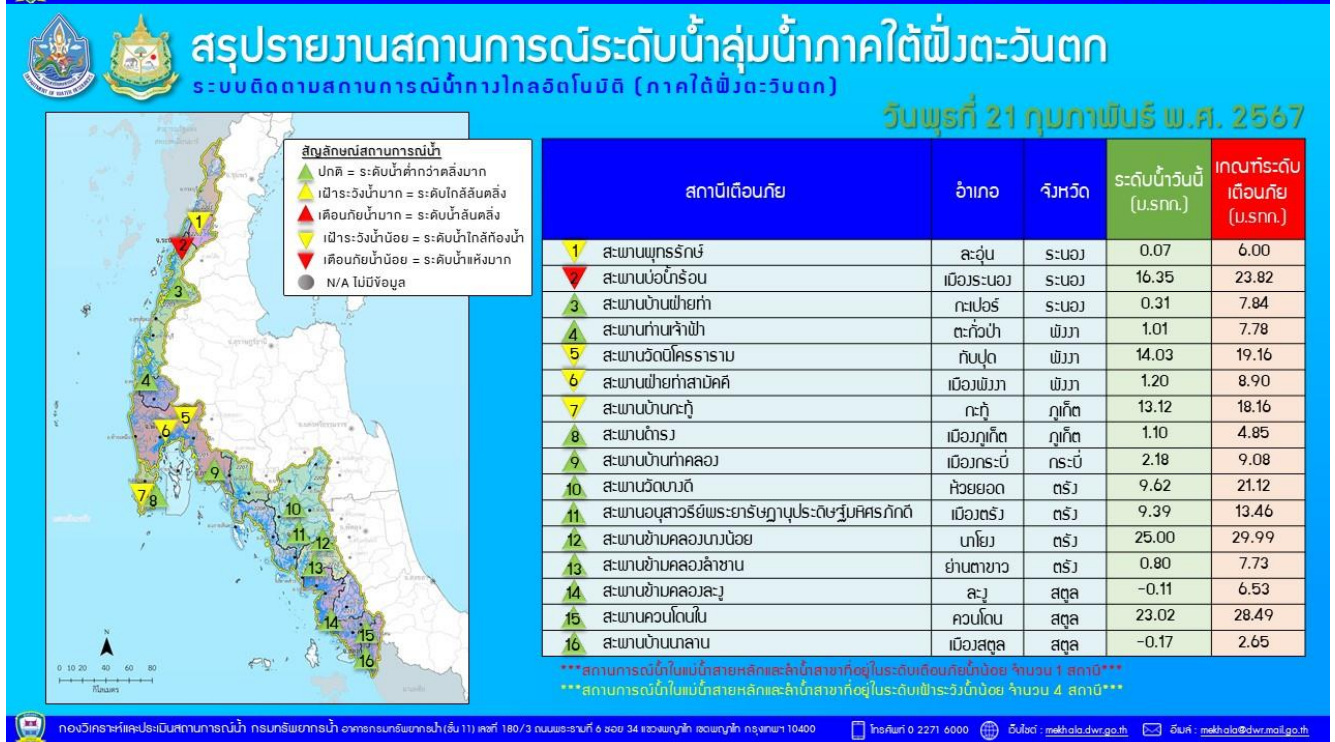 สรุปรายงานสถานการณ์ระดับน้ำลุ่มน้ำภาคใต้ฝั่งตะวันตก
ระบบติดตามสถานการณ์น้ำทางไกลอัตโนมัติ (ภาคใต้ฝั่งตะวันตก)
วันพุธที่ 21 กุมภาพันธ์ พ.ศ. 2567
สัญลักษณ์สถานการณ์น้ำ
ปกติ = ระดับน้ำต่ำกว่าตลิ่งมาก
เฝ้าระวังน้ำมาก = ระดับใกล้ล้นตลิ่ง
เตือนภัยน้ำมาก = ระดับน้ำล้นตลิ่ง
เฝ้าระวังน้ำน้อย = ระดับน้ำใกล้ท้องน้ำ
เตือนภัยน้ำน้อย = ระดับน้ำแห้งมาก
N/A ไม่มีข้อมูล
1
2
3
4
5
6
7 8
9
10
11
12
13
14
15
16
N
0 10 20 40 60 80
กิโลเมตร
สถานีเตือนภัย อำเภอ จังหวัด ระดับน้ำวันนี้ (ม.รทก.) เกณฑ์ระดับเตือนภัย (ม.รทก.)
1 สะพานพุทธรักษ์ ละอุ่น ระนอง 0.07 6.00
2 สะพานบ่อน้ำร้อน เมืองระนอง ระนอง 16.35 23.82
3 สะพานบ้านฝ่ายท่า กะเปอร์ ระนอง 0.31 7.84
4 สะพานท่านเจ้าฟ้า ตะกั่วป่า พังงา 1.01 7.78
5 สะพานวัดนิโครธาราม ทับปุด พังงา 14.03 19.16
6 สะพานฝ่ายท่าสามัคคี เมืองพังงา พังงา 1.20 8.90
7 สะพานบ้านกะทู้ กะทู้ ภูเก็ต 13.12 18.16
8 สะพานดำรง เมืองภูเก็ต ภูเก็ต 1.10 4.85
9 สะพานบ้านท่าคลอง เมืองกระบี่ กระบี่ 2.18 9.08
10 สะพานวัดบางดี ห้วยยอด ตรัง 9.62 21.12
11 สะพานอนุสาวรีย์พระยารัษฎานุประดิษฐ์มหิศรภักดี เมืองตรัง ตรัง 9.39 13.46
12 สะพานข้ามคลองนางน้อย นาโยง ตรัง 25.00 29.99
13 สะพานข้ามคลองลำชาน ย่านตาขาว ตรัง 0.80 7.73
14 สะพานข้ามคลองละงู ละงู สตูล -0.11 6.53
15 สะพานควนโดนใน ควนโดน สตูล 23.02 28.49
16 สะพานบ้านนาลาน เมืองสตูล สตูล -0.17 2.65
***สถานการณ์น้ำในแม่น้ำสายหลักและลำน้ำสาขาที่อยู่ในระดับเตือนภัยน้ำน้อย จำนวน 1 สถานี***
***สถานการณ์น้ำในแม่น้ำสายหลักและลำน้ำสาขาที่อยู่ในระดับเฝ้าระวังน้ำน้อย จำนวน 4 สถานี***
กองวิเคราะห์และประเมินสถานการณ์น้ำ กรมทรัพยากรน้ำ อาคารกรมทรัพยากรน้ำ (ชั้น 11) เลขที่ 180/3 ถนนพระรามที่ 6 ซอย 34 แขวงพญาไท เขตพญาไท กรุงเทพฯ 10400 โทรศัพท์ 0 2271 6000 เว็บไซต์ : mekhala.dwr.go.th อีเมล์ : mekhala@dwr.mail.go.th